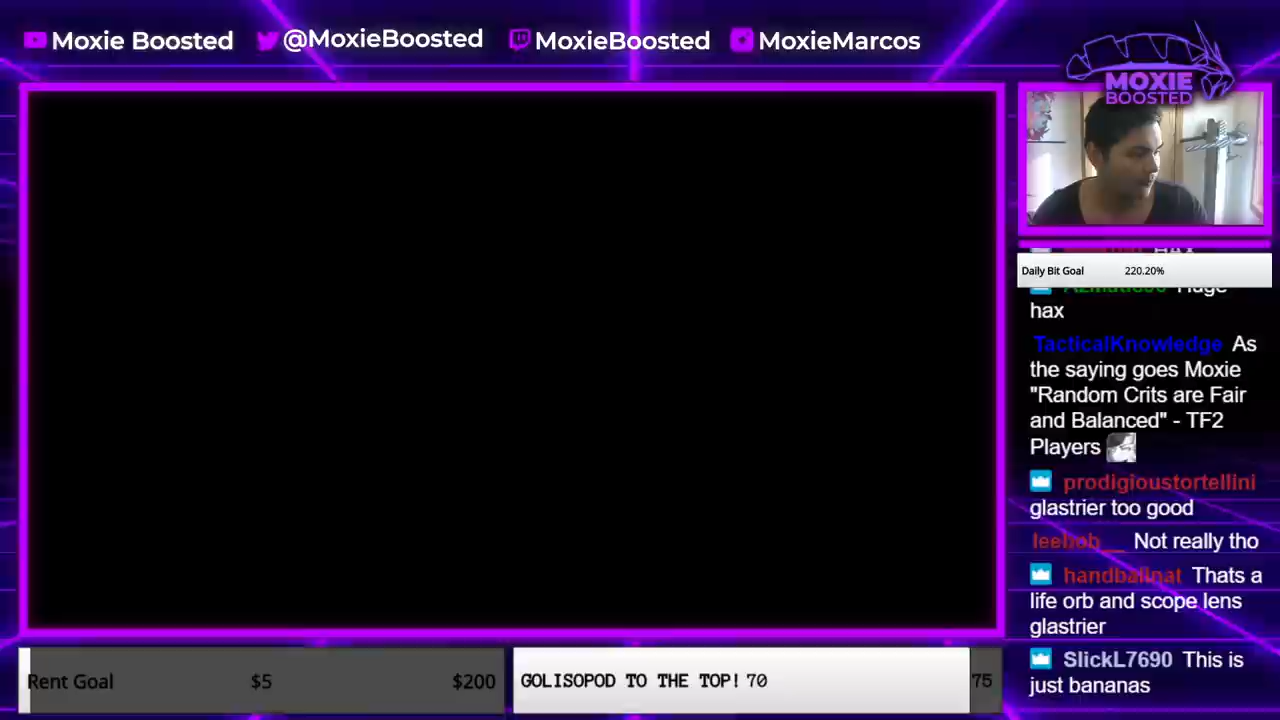 Moxie Boosted @MoxieBoosted MoxieBoosted MoxieMarcos
MOXIE
BOOSTED
Daily Bit Goal 220.20%
hax
TacticalKnowledge As
the saying goes Moxie
"Random Crits are Fair
and Balanced" - TF2
Players
prodigioustortellini
glastrier too good
Not really tho
handballnat Thats a
life orb and scope lens
glastrier
SlickL7690 This is
just bananas
Rent Goal $5 $200
GOLISOPOD TO THE TOP! 70 75